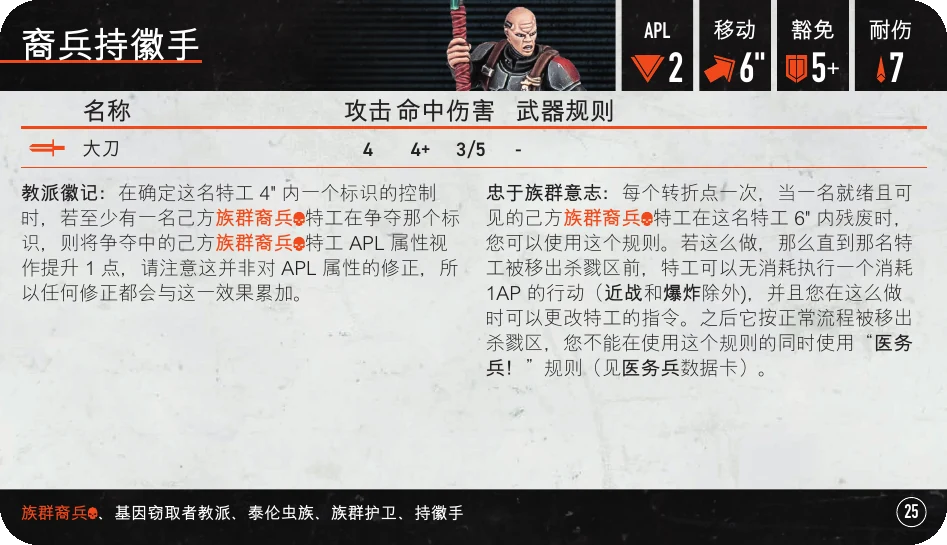 裔兵持徽手
APL 移动 豁免 耐伤
2 6" 5+ 7
名称 攻击 命中 伤害 武器规则
大刀 4 4+ 3/5 -
教派徽记：在确定这名特工 4" 内一个标识的控制
时，若至少有一名己方族群裔兵特工在争夺那个标
识，则将争夺中的己方族群裔兵特工 APL 属性视
作提升 1 点，请注意这并非对 APL 属性的修正，所
以任何修正都会与这一效果累加。
忠于族群意志：每个转折点一次，当一名就绪且可
见的己方族群裔兵特工在这名特工 6" 内残废时，
您可以使用这个规则。若这么做，那么直到那名特
工被移出杀戮区前，特工可以无消耗执行一个消耗
1AP 的行动（近战和爆炸除外)，并且您在这么做
时可以更改特工的指令。之后它按正常流程被移出
杀戮区，您不能在使用这个规则的同时使用“医务
兵！”规则（见医务兵数据卡）。
族群裔兵、基因窃取者教派、泰伦虫族、族群护卫、持徽手
25